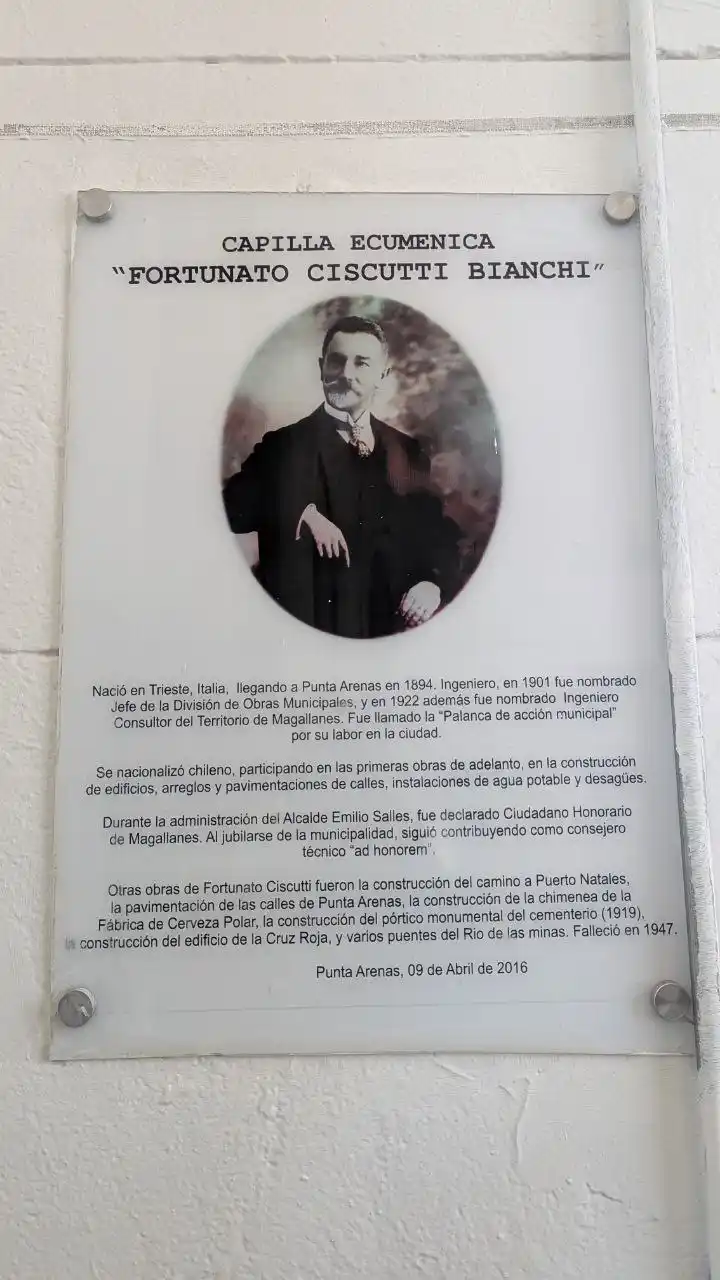 CAPILLA ECUMENICA
“FORTUNATO CISCUTTI BIANCHI”
Nació en Trieste, Italia, llegando a Punta Arenas en 1894. Ingeniero, en 1901 fue nombrado
Jefe de la División de Obras Municipales, y en 1922 además fue nombrado Ingeniero
Consultor del Territorio de Magallanes. Fue llamado la “Palanca de acción municipal”
por su labor en la ciudad.
Se nacionalizó chileno, participando en las primeras obras de adelanto, en la construcción
de edificios, arreglos y pavimentaciones de calles, instalaciones de agua potable y desagües.
Durante la administración del Alcalde Emilio Salles, fue declarado Ciudadano Honorario
de Magallanes. Al jubilarse de la municipalidad, siguió contribuyendo como consejero
técnico “ad honorem”.
Otras obras de Fortunato Ciscutti fueron la construcción del camino a Puerto Natales,
la pavimentación de las calles de Punta Arenas, la construcción de la chimenea de la
Fábrica de Cerveza Polar, la construcción del pórtico monumental del cementerio (1919),
la construcción del edificio de la Cruz Roja, y varios puentes del Rio de las minas. Falleció en 1947.
Punta Arenas, 09 de Abril de 2016